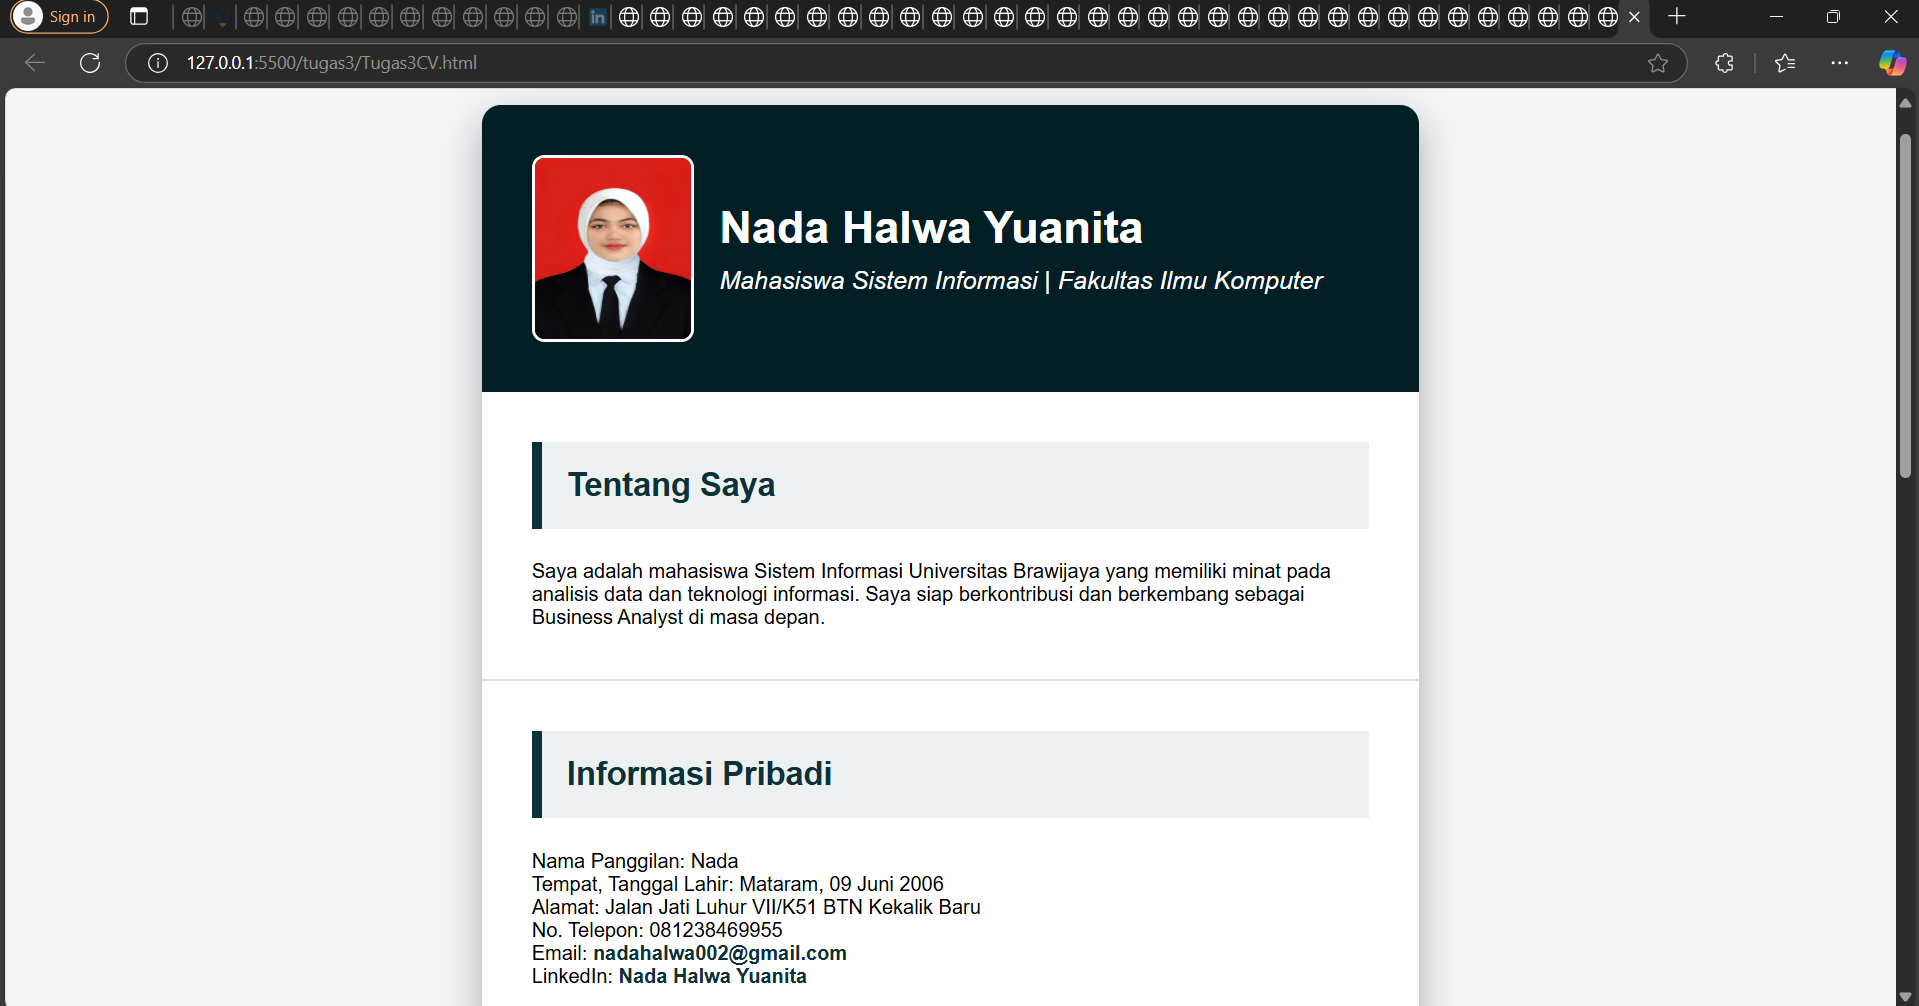 Sign in
in
127.0.0.1:5500/tugas3/Tugas3CV.html
Nada Halwa Yuanita
Mahasiswa Sistem Informasi | Fakultas Ilmu Komputer
Tentang Saya
Saya adalah mahasiswa Sistem Informasi Universitas Brawijaya yang memiliki minat pada
analisis data dan teknologi informasi. Saya siap berkontribusi dan berkembang sebagai
Business Analyst di masa depan.
Informasi Pribadi
Nama Panggilan: Nada
Tempat, Tanggal Lahir: Mataram, 09 Juni 2006
Alamat: Jalan Jati Luhur VII/K51 BTN Kekalik Baru
No. Telepon: 081238469955
Email: nadahalwa002@gmail.com
LinkedIn: Nada Halwa Yuanita